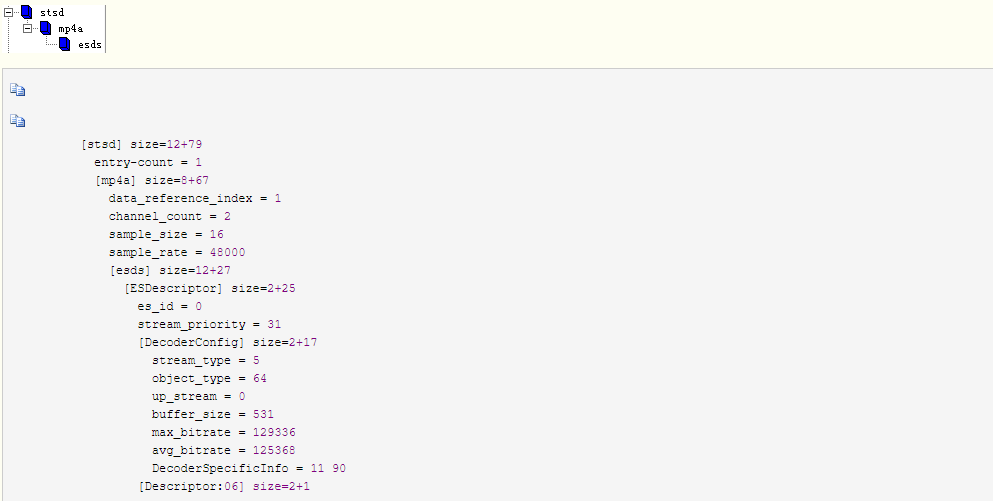 stsd
mp4a
esds
[stsd] size=12+79
entry-count = 1
[mp4a] size=8+67
data_reference_index = 1
channel_count = 2
sample_size = 16
sample_rate = 48000
[esds] size=12+27
[ESDescriptor] size=2+25
es_id = 0
stream_priority = 31
[DecoderConfig] size=2+17
stream_type = 5
object_type = 64
up_stream = 0
buffer_size = 531
max_bitrate = 129336
avg_bitrate = 125368
DecoderSpecificInfo = 11 90
[Descriptor:06] size=2+1